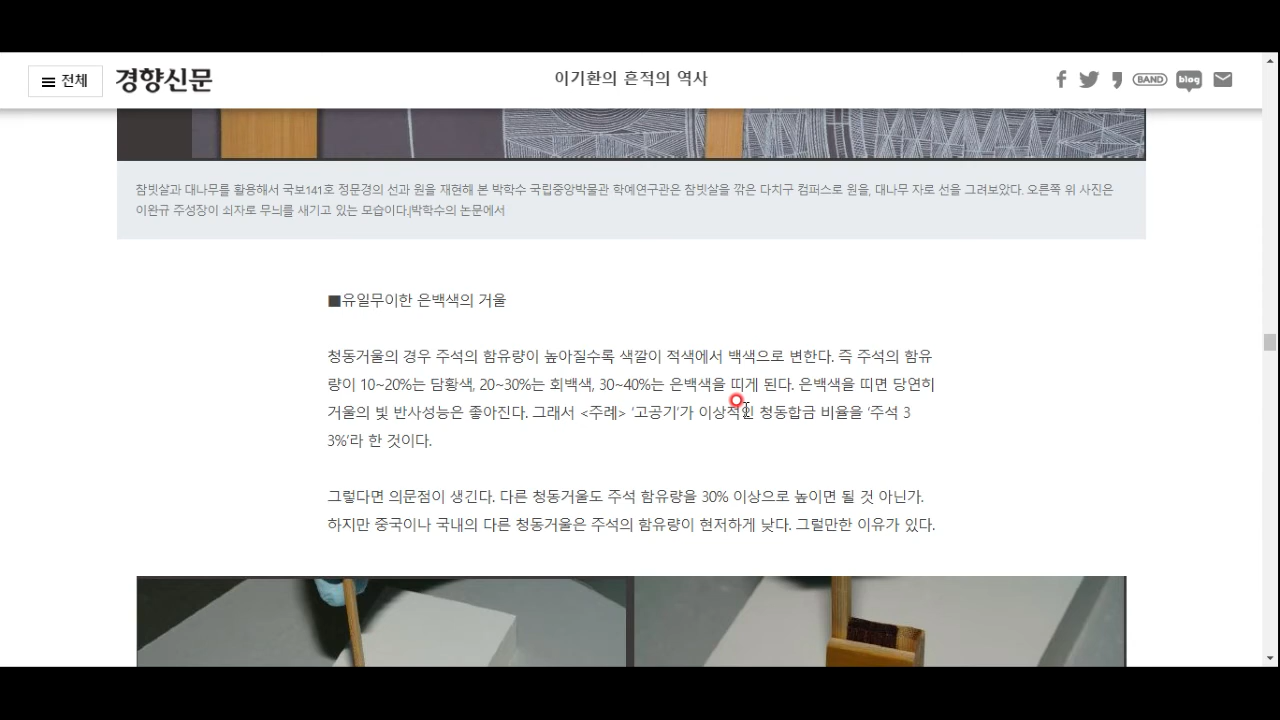 전체
경향신문
이기환의 흔적의 역사
BAND
blog
참빗살과 대나무를 활용해서 국보141호 정문경의 선과 원을 재현해 본 박학수 국립중앙박물관 학예연구관은 참빗살을 깎은 다치구 컴퍼스로 원을, 대나무 자로 선을 그려보았다. 오른쪽 위 사진은
이완규 주성장이 쇠자로 무늬를 새기고 있는 모습이다.|박학수의 논문에서
■유일무이한 은백색의 거울
청동거울의 경우 주석의 함유량이 높아질수록 색깔이 적색에서 백색으로 변한다. 즉 주석의 함유
량이 10~20%는 담황색, 20~30%는 회백색, 30~40%는 은백색을 띠게 된다. 은백색을 띠면 당연히
거울의 빛 반사성능은 좋아진다. 그래서 <주례> ‘고공기’가 이상적인 청동합금 비율을 ‘주석 3
3%’라 한 것이다.
그렇다면 의문점이 생긴다. 다른 청동거울도 주석 함유량을 30% 이상으로 높이면 될 것 아닌가.
하지만 중국이나 국내의 다른 청동거울은 주석의 함유량이 현저하게 낮다. 그럴만한 이유가 있다.